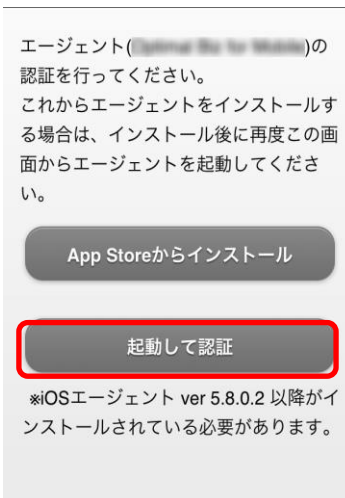 エージェント( )の
認証を行ってください。
これからエージェントをインストールす
る場合は、インストール後に再度この画
面からエージェントを起動してくださ
い。
App Storeからインストール
起動して認証
※iOSエージェント ver 5.8.0.2 以降がイ
ンストールされている必要があります。